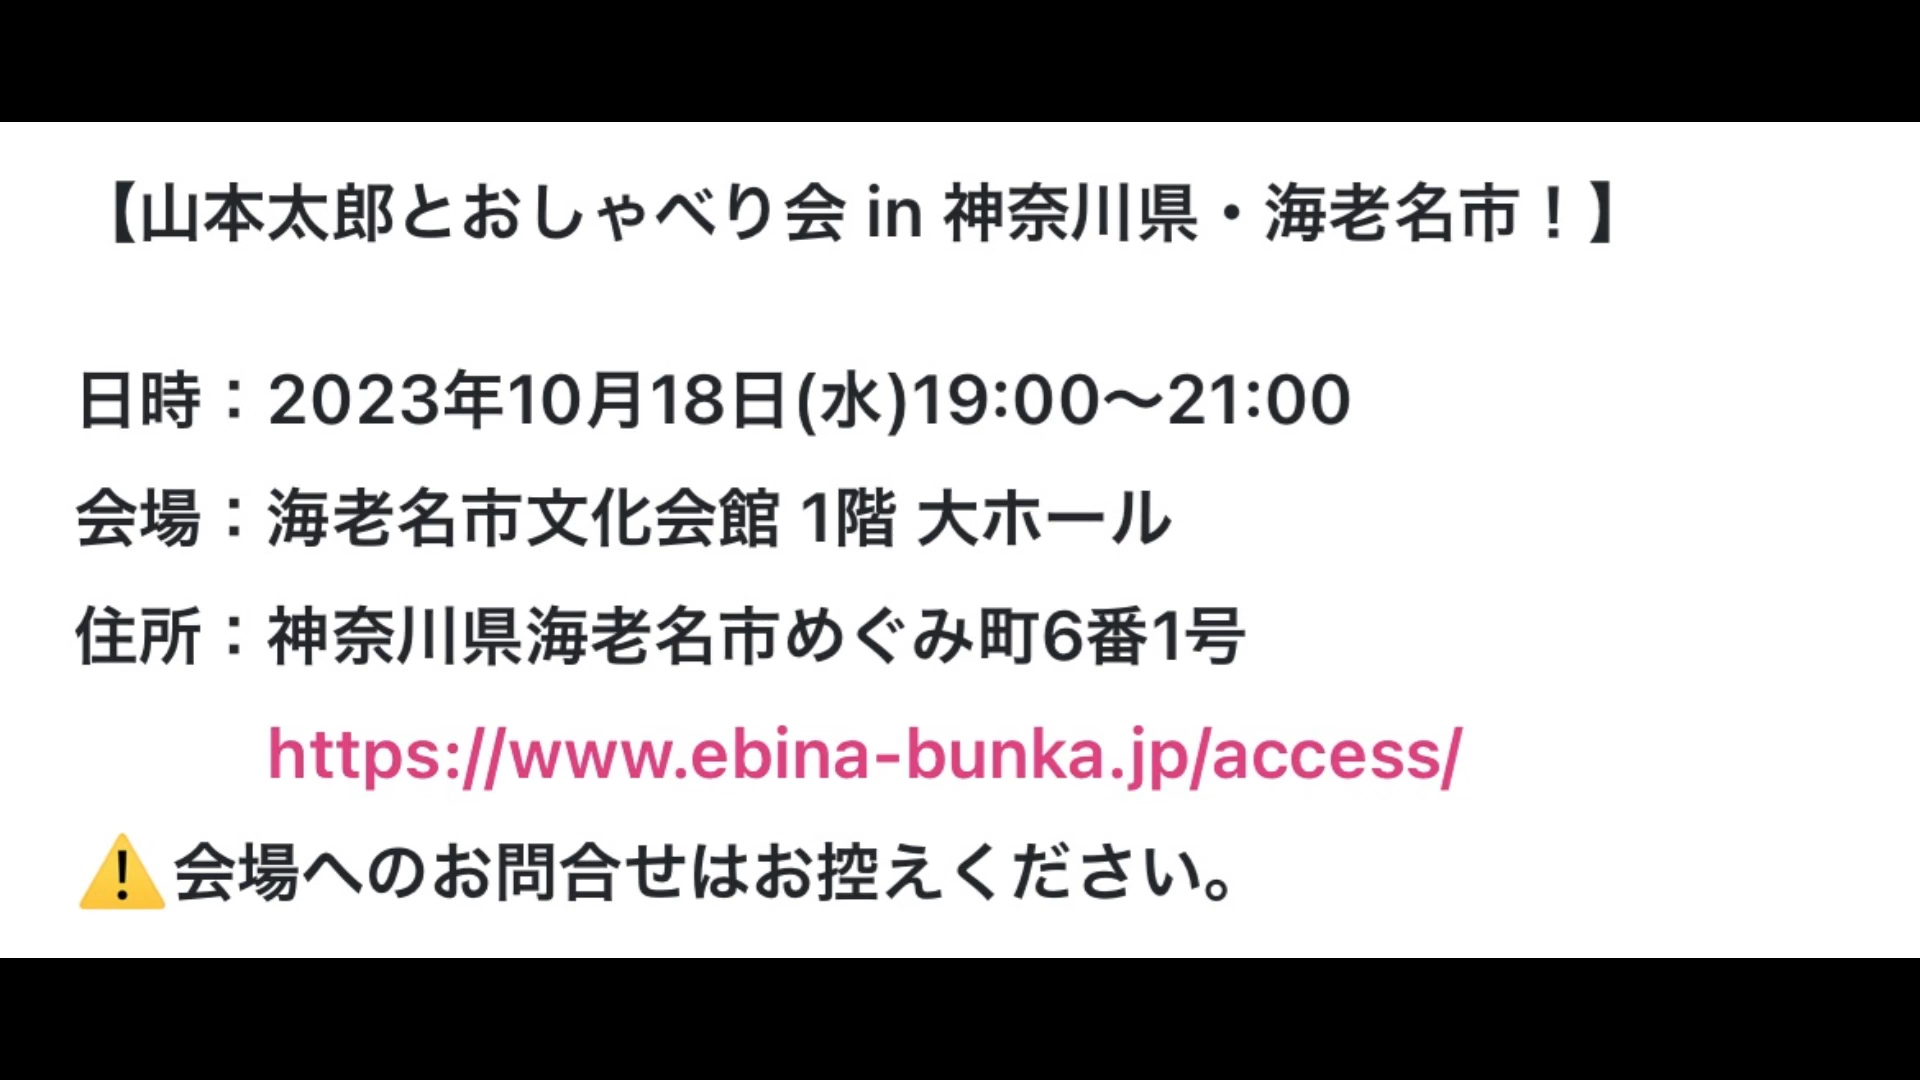 【山本太郎とおしゃべり会 in 神奈川県・海老名市！】
日時：2023年10月18日(水)19:00〜21:00
会場：海老名市文化会館 1階 大ホール
住所：神奈川県海老名市めぐみ町6番1号
https://www.ebina-bunka.jp/access/
⚠️会場へのお問合せはお控えください。